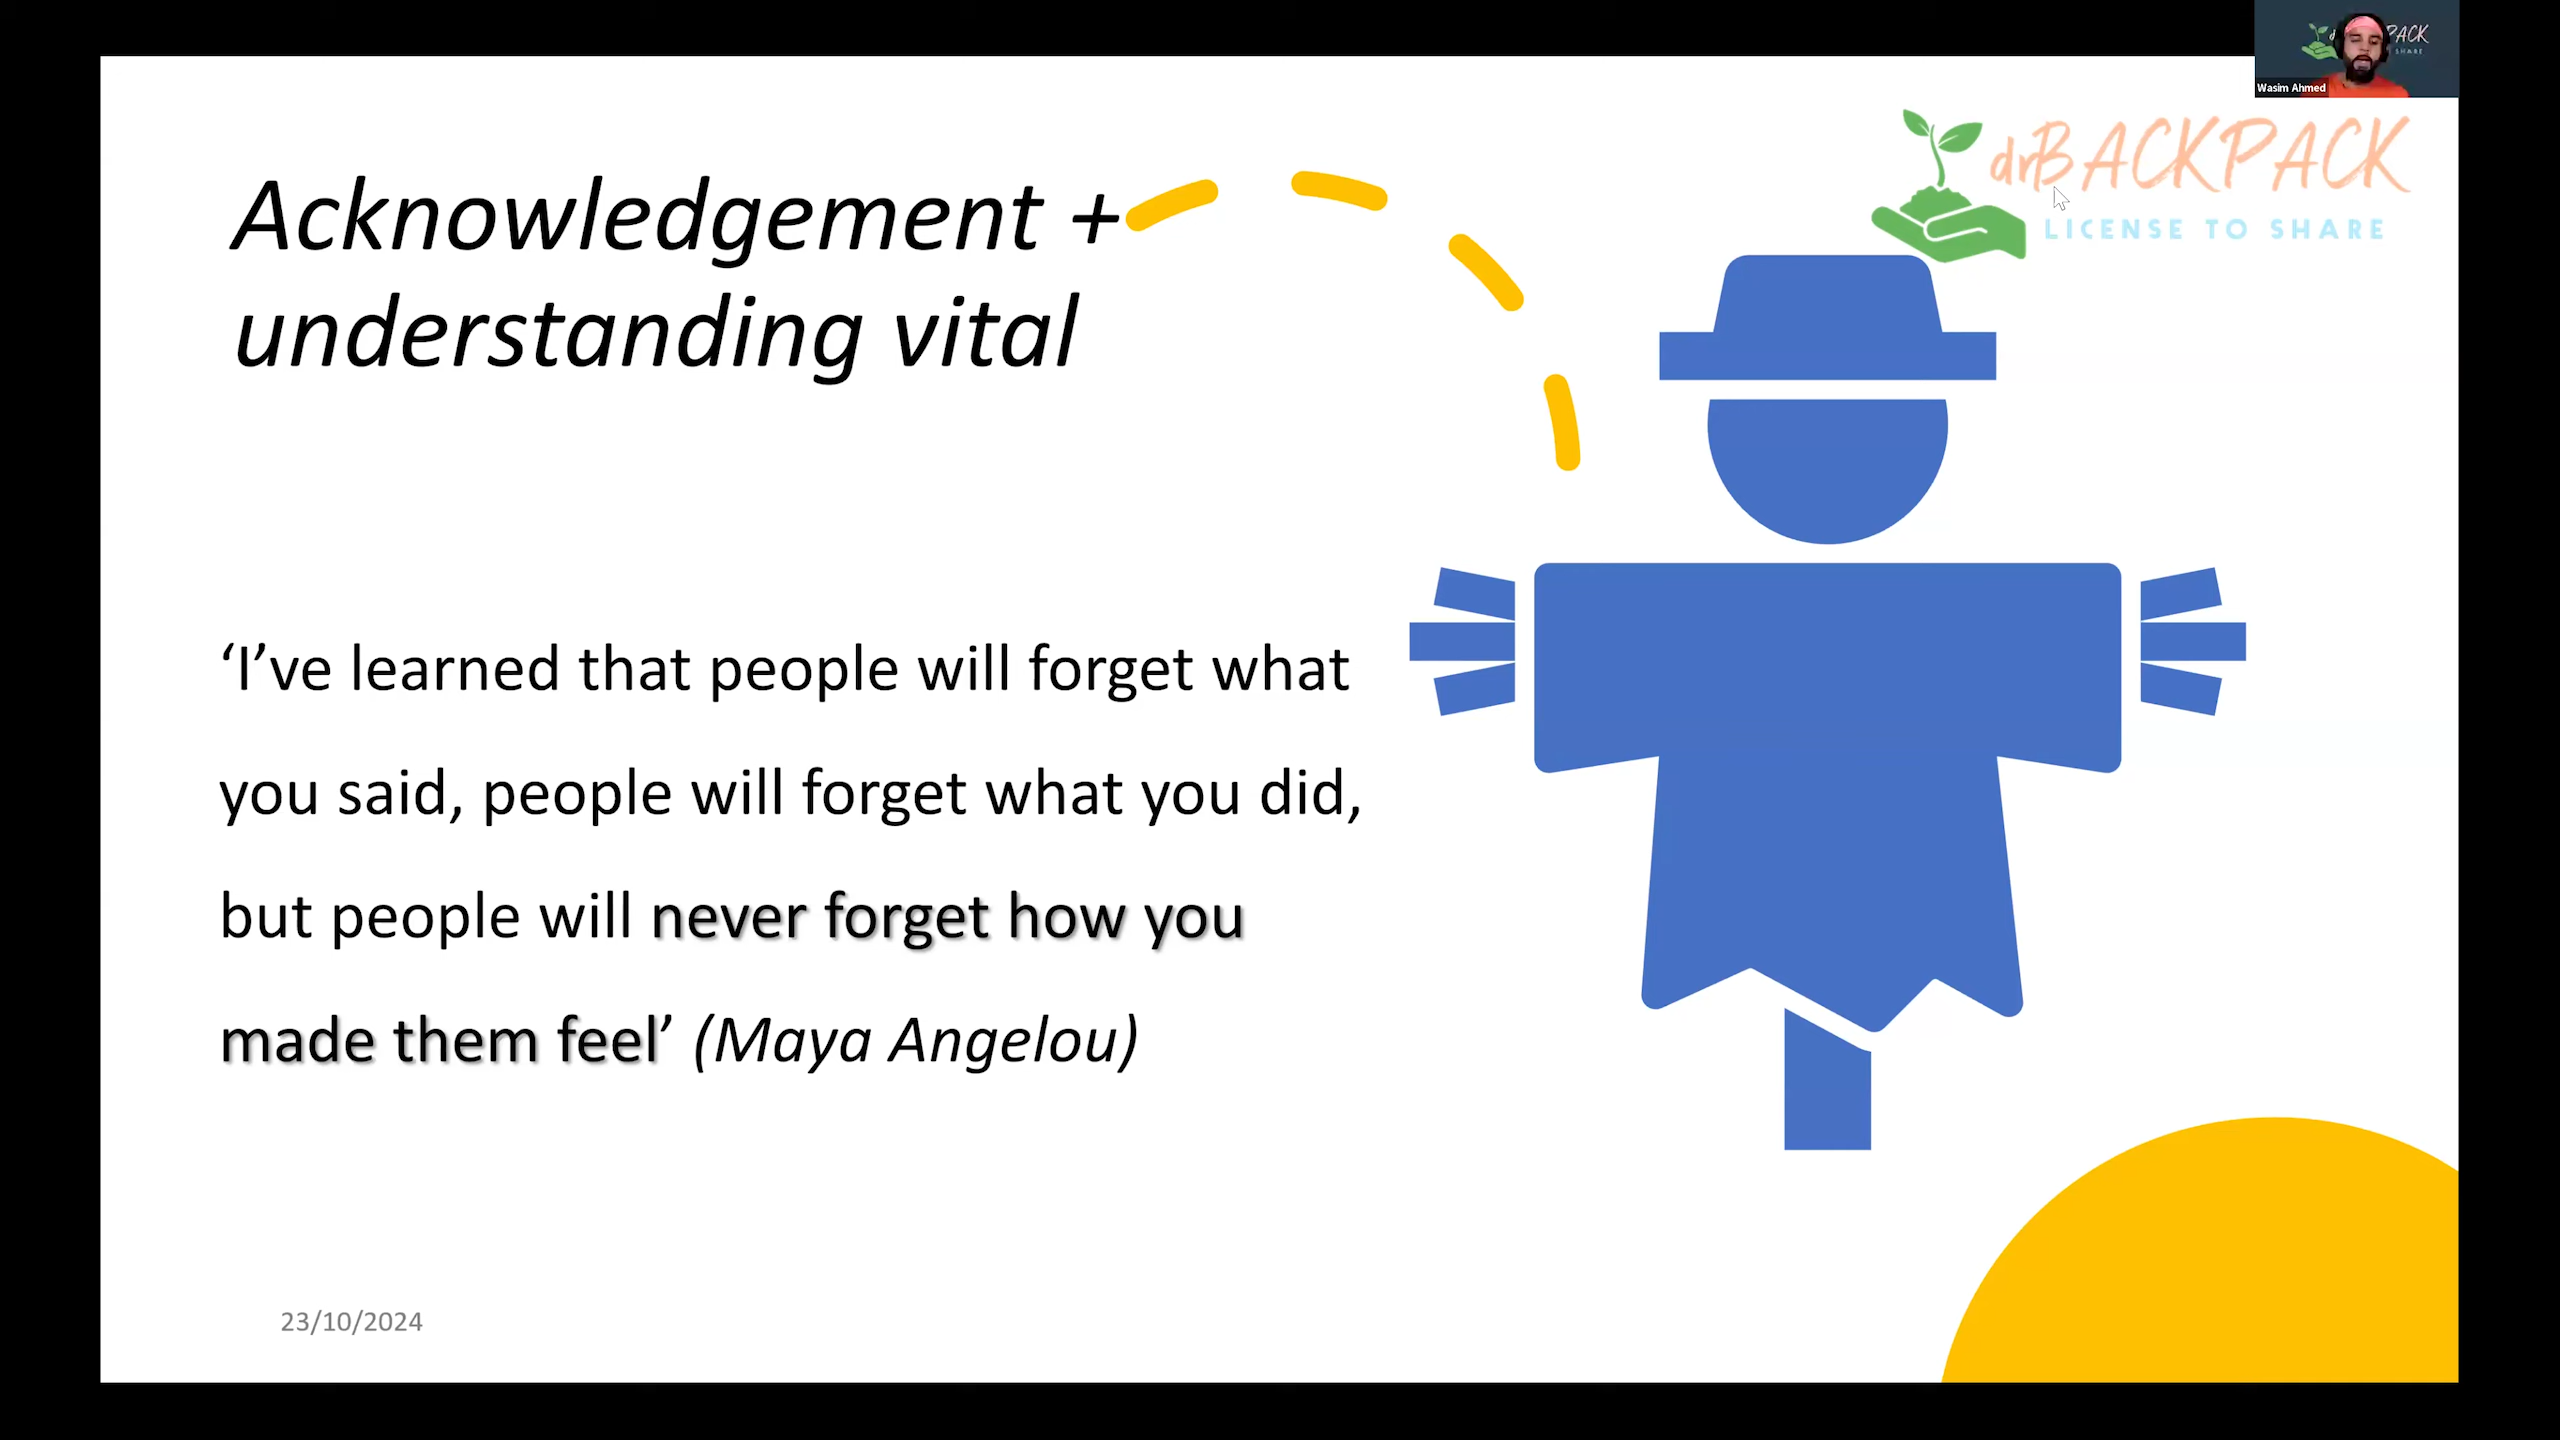 Wasim Ahmed
drBACKPACK
LICENSE TO SHARE
Acknowledgement +
understanding vital
‘I’ve learned that people will forget what
you said, people will forget what you did,
but people will never forget how you
made them feel’ (Maya Angelou)
23/10/2024